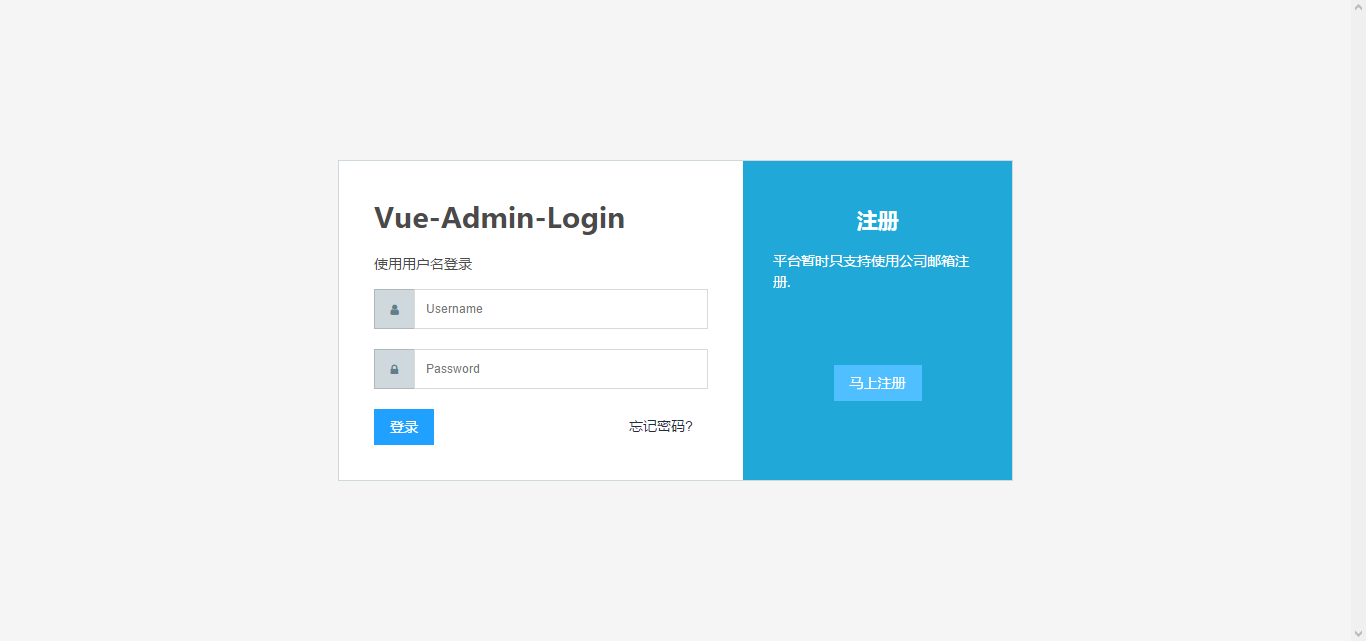 Vue-Admin-Login
使用用户名登录
Username
Password
登录
忘记密码?
注册
平台暂时只支持使用公司邮箱注
册.
马上注册